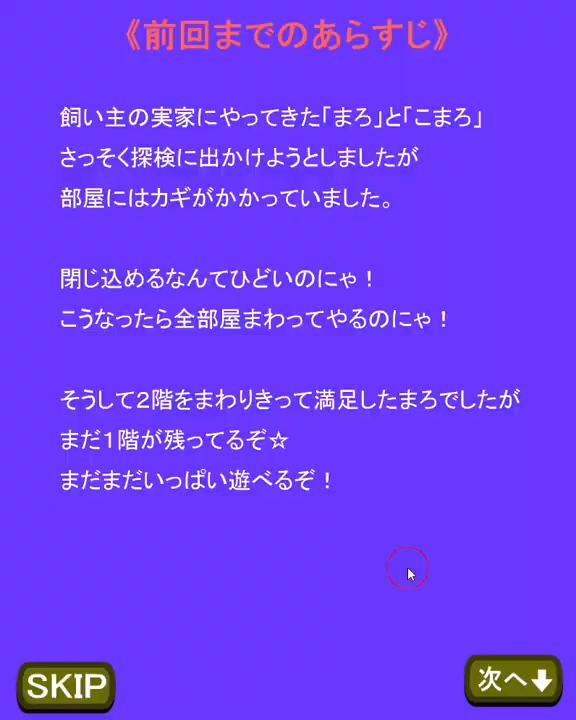 《前回までのあらすじ》
飼い主の実家にやってきた｢まろ｣と｢こまろ｣
さっそく探検に出かけようとしましたが
部屋にはカギがかかっていました。
閉じ込めるなんてひどいのにゃ！
こうなったら全部屋まわってやるのにゃ！
そうして２階をまわりきって満足したまろでしたが
まだ１階が残ってるぞ☆
まだまだいっぱい遊べるぞ！
SKIP
次へ↓